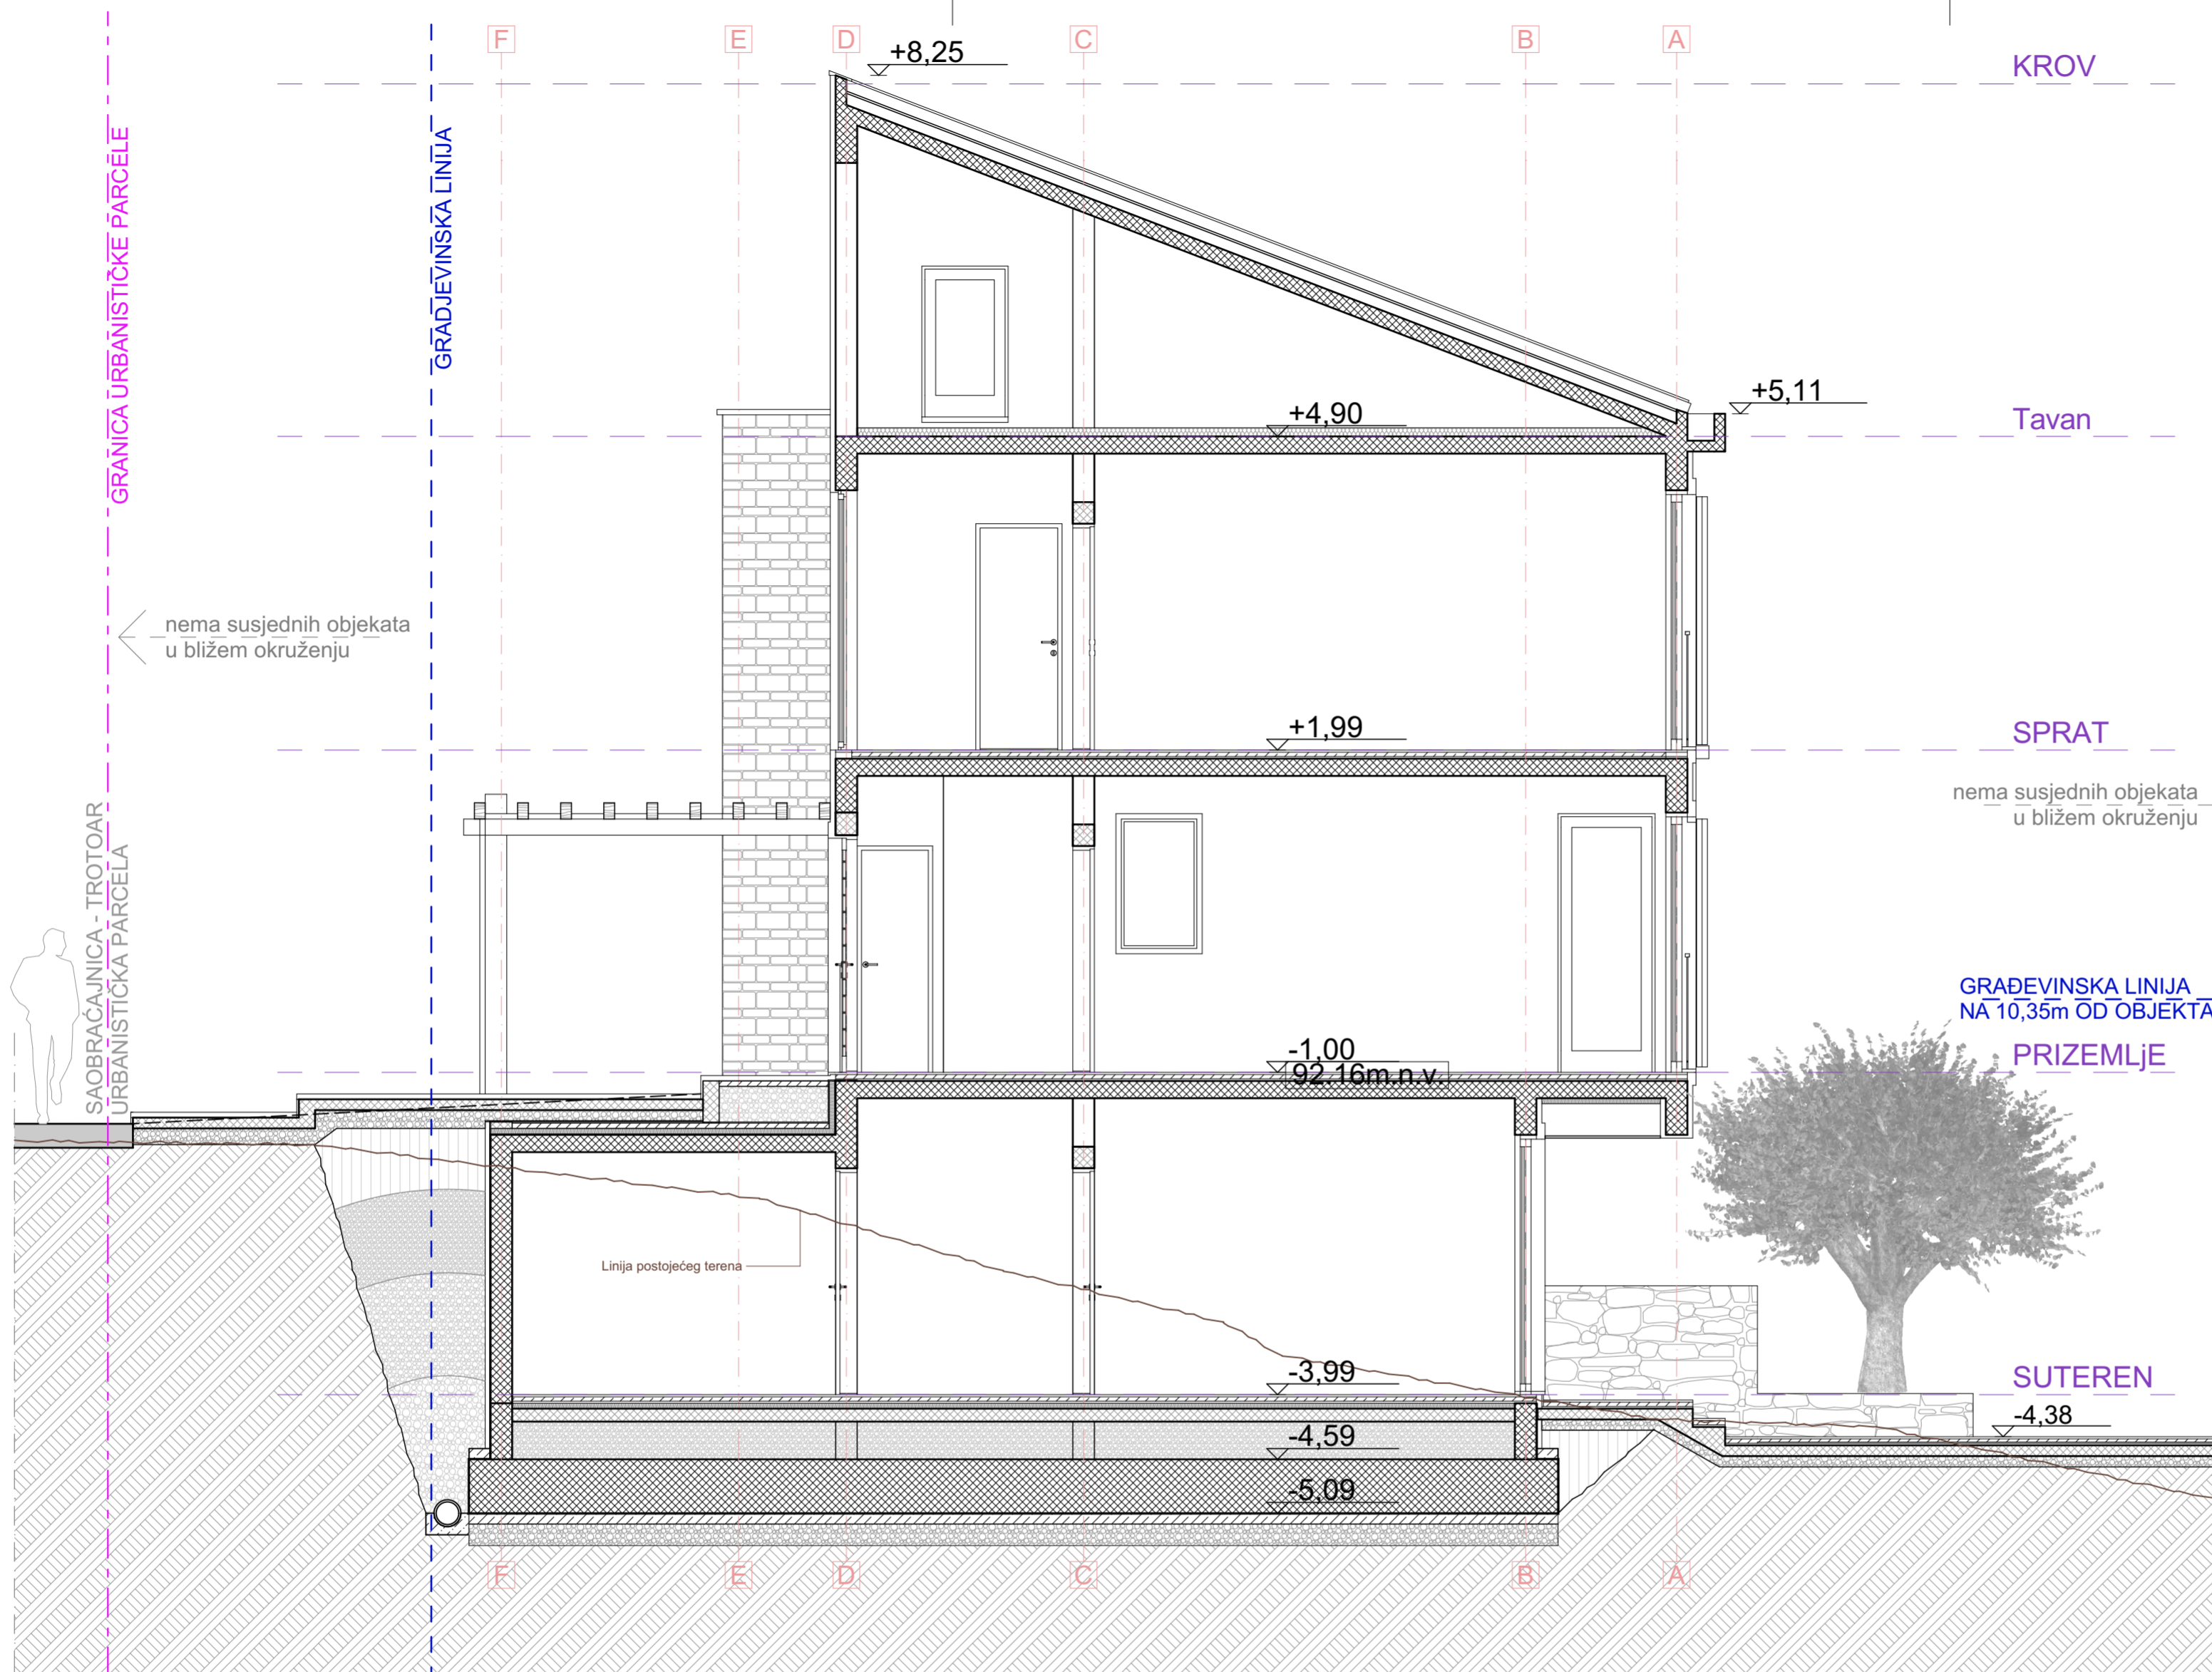 F
E
D
C
B
A
+8,25
KROV
GRANICA URBANISTIČKE PARCELE
GRADJEVINSKA LINIJA
+5,11
+4,90
Tavan
nema susjednih objekata
u bližem okruženju
+1,99
SPRAT
nema susjednih objekata
u bližem okruženju
SAOBRAĆAJNICA - TROTOAR
URBANISTIČKA PARCELA
GRAĐEVINSKA LINIJA
NA 10,35m OD OBJEKTA
-1,00
92.16m.n.v.
PRIZEMLjE
Linija postojećeg terena
-3,99
SUTEREN
-4,38
-4,59
-5,09
F
E
D
C
B
A